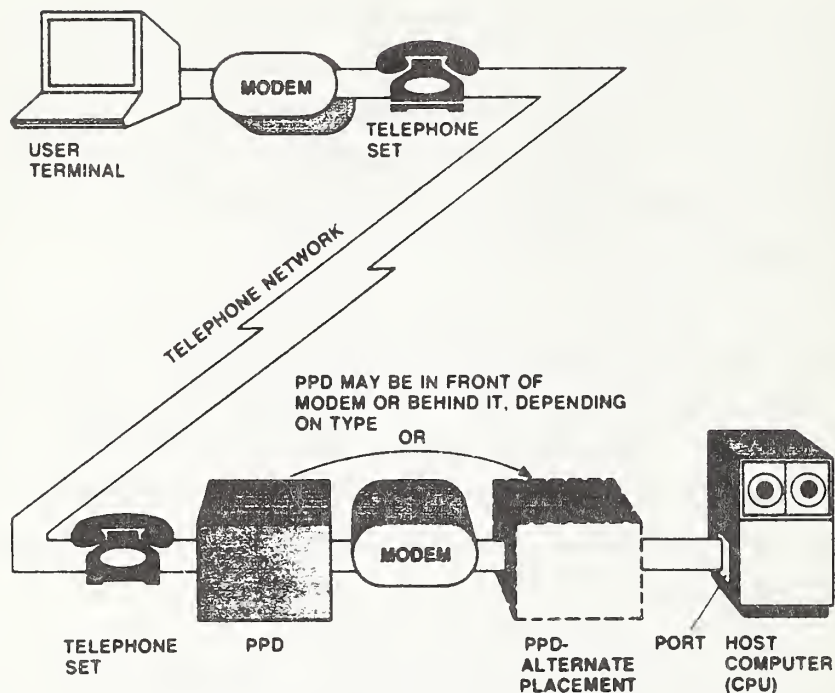 MODEM
TELEPHONE
SET
USER
TERMINAL
TELEPHONE NETWORK
PPD MAY BE IN FRONT OF
MODEM OR BEHIND IT, DEPENDING
ON TYPE
OR
MODEM
TELEPHONE
SET
PPD
PPD-
ALTERNATE
PLACEMENT
PORT
HOST
COMPUTER
(CPU)